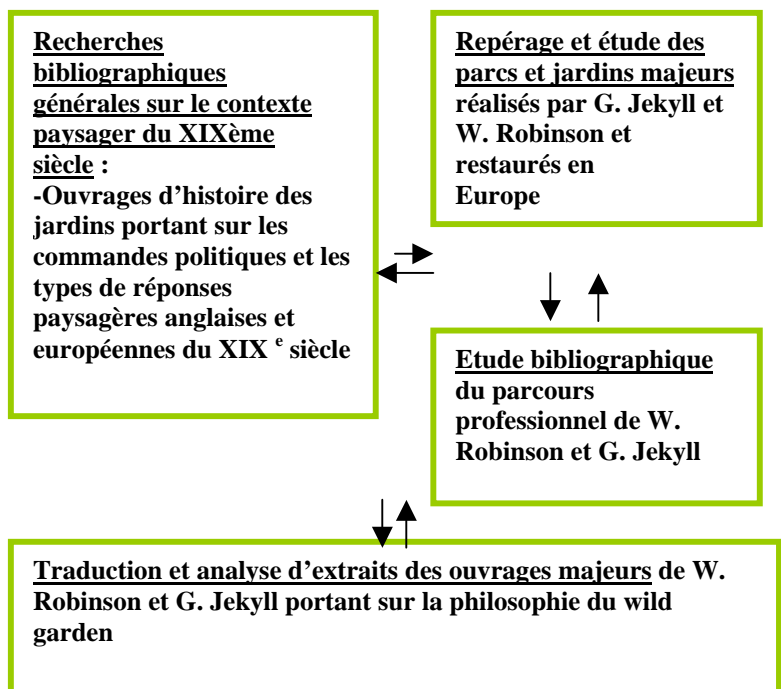 Recherches
bibliographiques
générales sur le contexte
paysager du XIXème
siècle :
-Ouvrages d'histoire des
jardins portant sur les
commandes politiques et les
types de réponses
paysagères anglaises et
européennes du XIX e siècle
Repérage et étude des
parcs et jardins majeurs
réalisés par G. Jekyll et
W. Robinson et
restaurés en
Europe
Etude bibliographique
du parcours
professionnel de W.
Robinson et G. Jekyll
Traduction et analyse d'extraits des ouvrages majeurs de W.
Robinson et G. Jekyll portant sur la philosophie du wild
garden